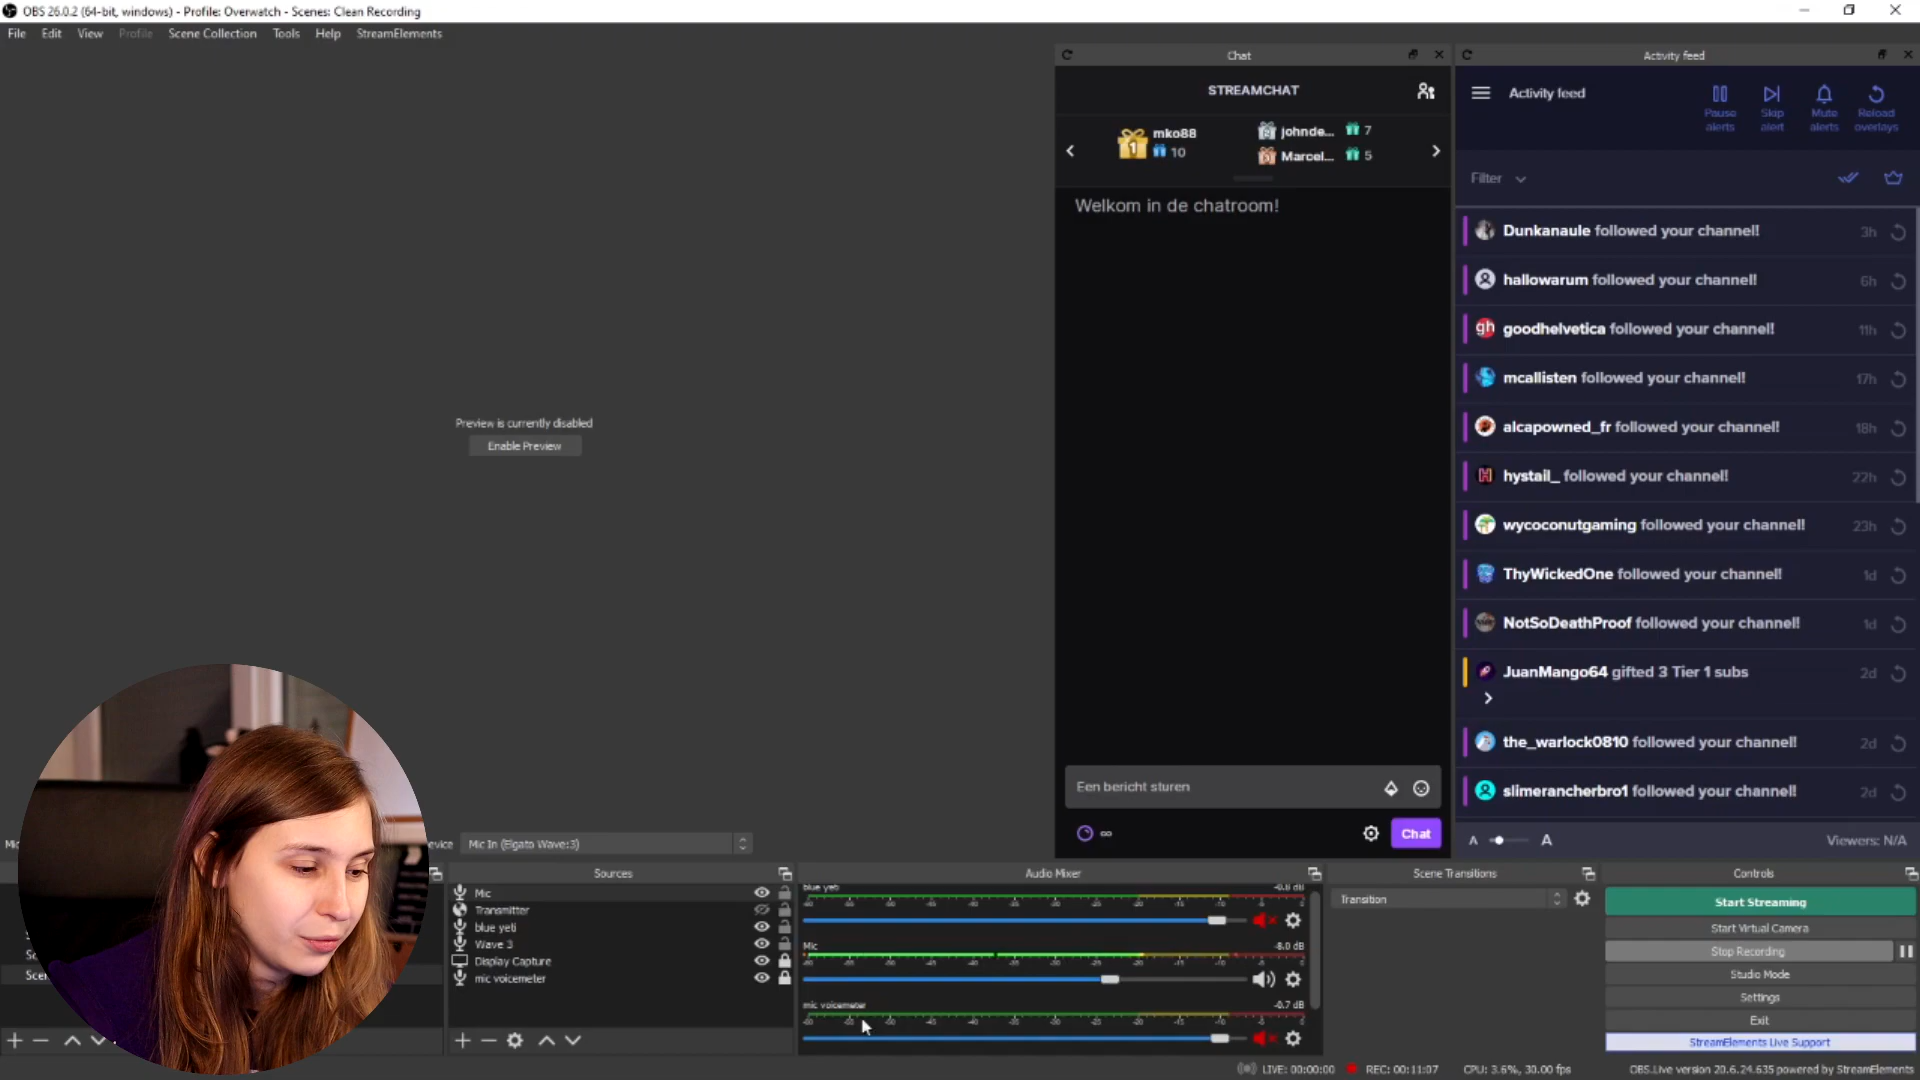 OBS 26.0.2 (64-bit, windows) - Profile: Overwatch - Scenes: Clean Recording
File Edit View Profile Scene Collection Tools Help StreamElements
Chat
STREAMCHAT
mko88
10
johnde... 7
Marcel... 5
Welkom in de chatroom!
Een bericht sturen
Chat
Activity feed
Activity feed
Pause alerts
Skip alert
Mute alerts
Reload overlays
Filter
Dunkanaule followed your channel! 3h
hallowarum followed your channel! 6h
goodhelvetica followed your channel! 11h
mcallisten followed your channel! 17h
alcapowned_fr followed your channel! 18h
hystail_ followed your channel! 22h
wycoconutgaming followed your channel! 23h
ThyWickedOne followed your channel! 1d
NotSoDeathProof followed your channel! 1d
JuanMango64 gifted 3 Tier 1 subs 2d
the_warlock0810 followed your channel! 2d
slimerancherbro1 followed your channel! 2d
A A Viewers: N/A
Preview is currently disabled
Enable Preview
Mic In (Elgato Wave:3)
Sources
Mic
Transmitter
blue yeti
Wave 3
Display Capture
mic voicemeter
Audio Mixer
blue yeti -0.8 dB
Mic -8.0 dB
mic voicemeter -0.7 dB
Scene Transitions
Transition
Controls
Start Streaming
Start Virtual Camera
Stop Recording
Studio Mode
Settings
Exit
StreamElements Live Support
LIVE: 00:00:00 REC: 00:11:07 CPU: 3.6%, 30.00 fps OBS.Live version 20.6.24.635 powered by StreamElements